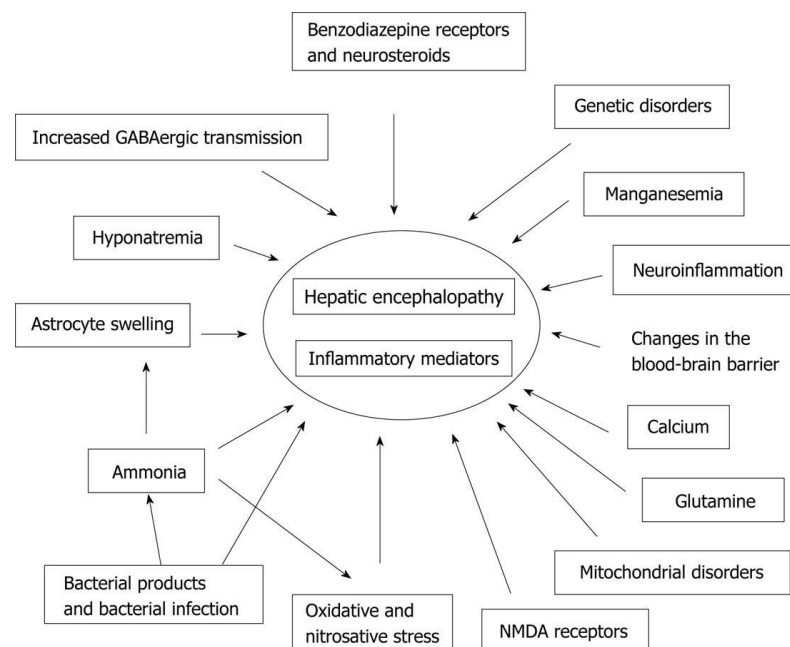 Benzodiazepine receptors
and neurosteroids
Genetic disorders
Increased GABAergic transmission
Manganesemia
Hyponatremia
Neuroinflammation
Hepatic encephalopathy
Astrocyte swelling
Changes in the
blood-brain barrier
Inflammatory mediators
Calcium
Ammonia
Glutamine
Mitochondrial disorders
Bacterial products
and bacterial infection
Oxidative and
nitrosative stress
NMDA receptors